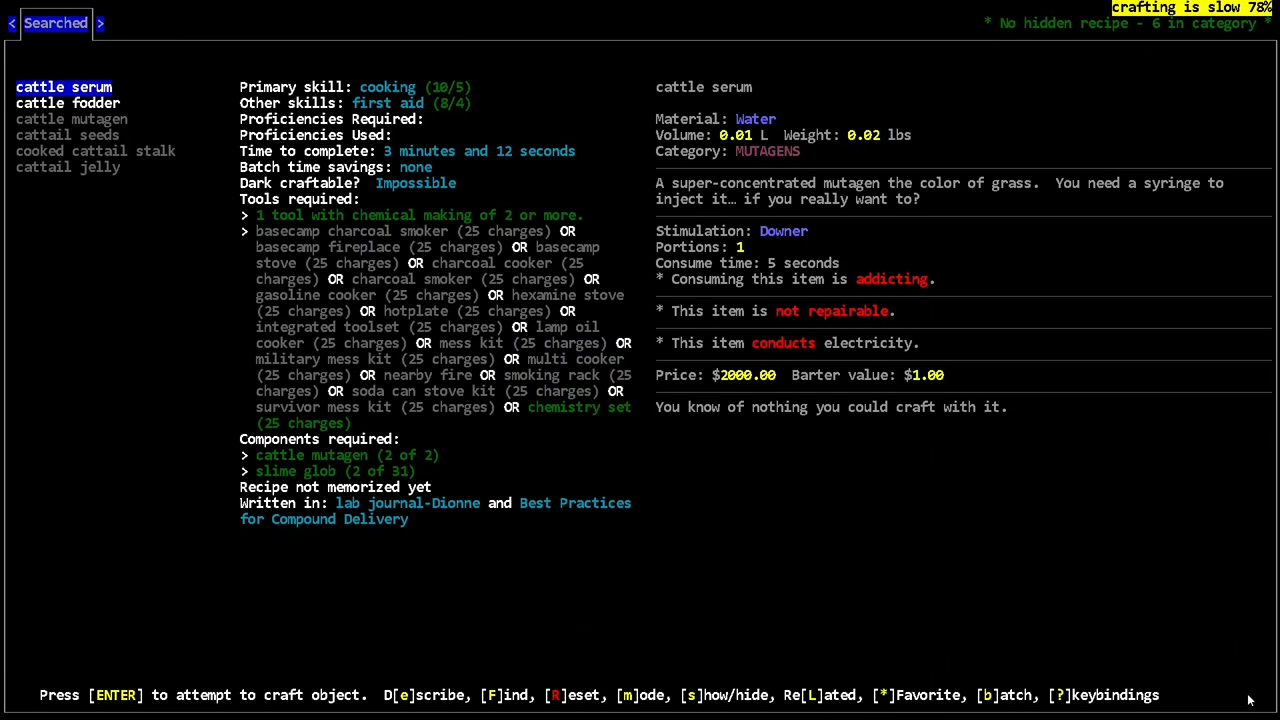 crafting is slow 78%
< Searched >
* No hidden recipe - 6 in category *
cattle serum
cattle fodder
cattle mutagen
cattail seeds
cooked cattail stalk
cattail jelly
Primary skill: cooking (10/5)
Other skills: first aid (8/4)
Proficiencies Required:
Proficiencies Used:
Time to complete: 3 minutes and 12 seconds
Batch time savings: none
Dark craftable? Impossible
Tools required:
> 1 tool with chemical making of 2 or more.
> basecamp charcoal smoker (25 charges) OR
basecamp fireplace (25 charges) OR basecamp
stove (25 charges) OR charcoal cooker (25
charges) OR charcoal smoker (25 charges) OR
gasoline cooker (25 charges) OR hexamine stove
(25 charges) OR hotplate (25 charges) OR
integrated toolset (25 charges) OR lamp oil
cooker (25 charges) OR mess kit (25 charges) OR
military mess kit (25 charges) OR multi cooker
(25 charges) OR nearby fire OR smoking rack (25
charges) OR soda can stove kit (25 charges) OR
survivor mess kit (25 charges) OR chemistry set
(25 charges)
Components required:
> cattle mutagen (2 of 2)
> slime glob (2 of 31)
Recipe not memorized yet
Written in: lab journal-Dionne and Best Practices
for Compound Delivery
cattle serum
Material: Water
Volume: 0.01 L Weight: 0.02 lbs
Category: MUTAGENS
A super-concentrated mutagen the color of grass. You need a syringe to
inject it… if you really want to?
Stimulation: Downer
Portions: 1
Consume time: 5 seconds
* Consuming this item is addicting.
* This item is not repairable.
* This item conducts electricity.
Price: $2000.00 Barter value: $1.00
You know of nothing you could craft with it.
Press [ENTER] to attempt to craft object. D[e]scribe, [F]ind, [R]eset, [m]ode, [s]how/hide, Re[L]ated, [*]Favorite, [b]atch, [?]keybindings